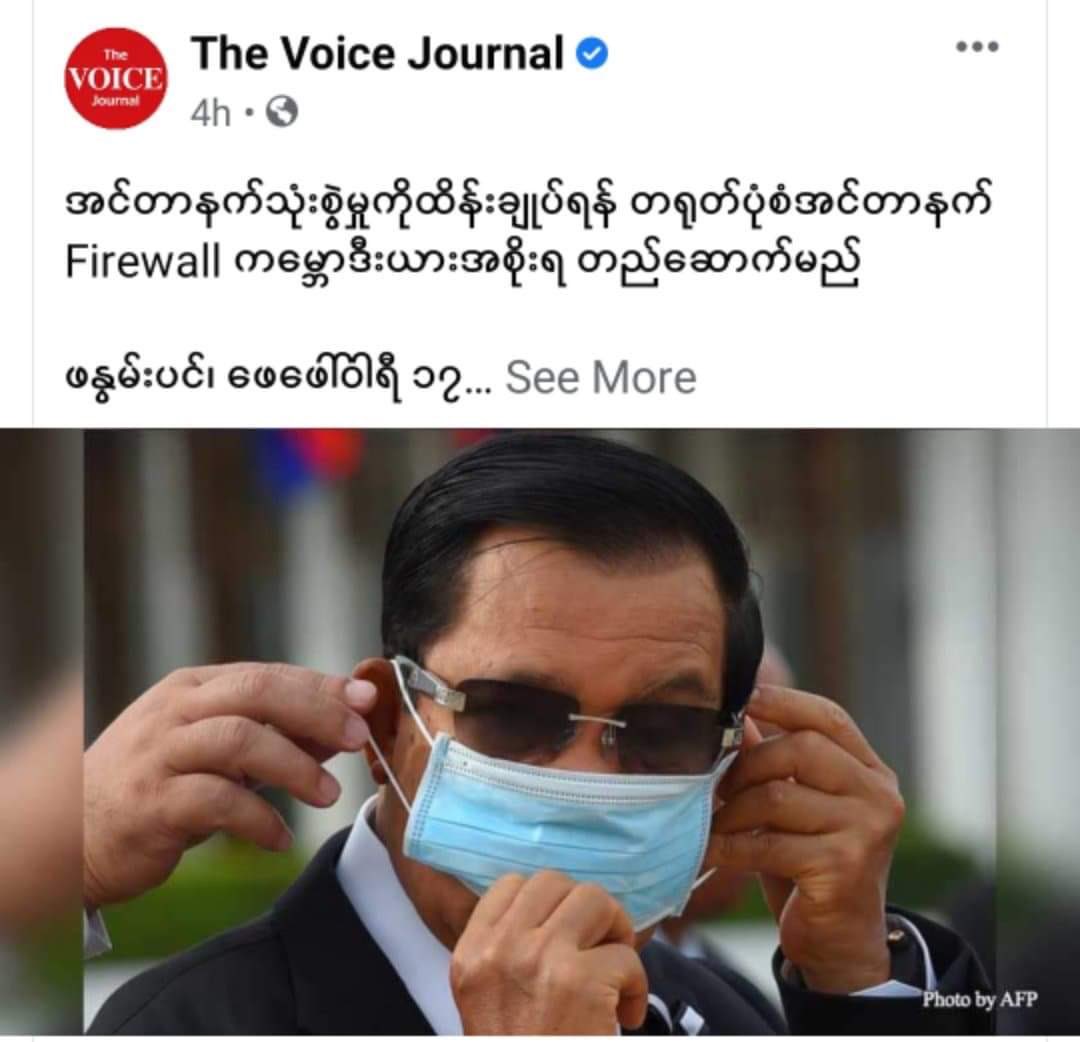 The
VOICE
Journal
The Voice Journal
4h
အင်တာနက်သုံးစွဲမှုကိုထိန်းချုပ်ရန် တရုတ်ပုံစံအင်တာနက်
Firewall ကမ္ဘောဒီးယားအစိုးရ တည်ဆောက်မည်
ဖနွမ်းပင်၊ ဖေဖော်ဝါရီ ၁၇... See More
Photo by AFP